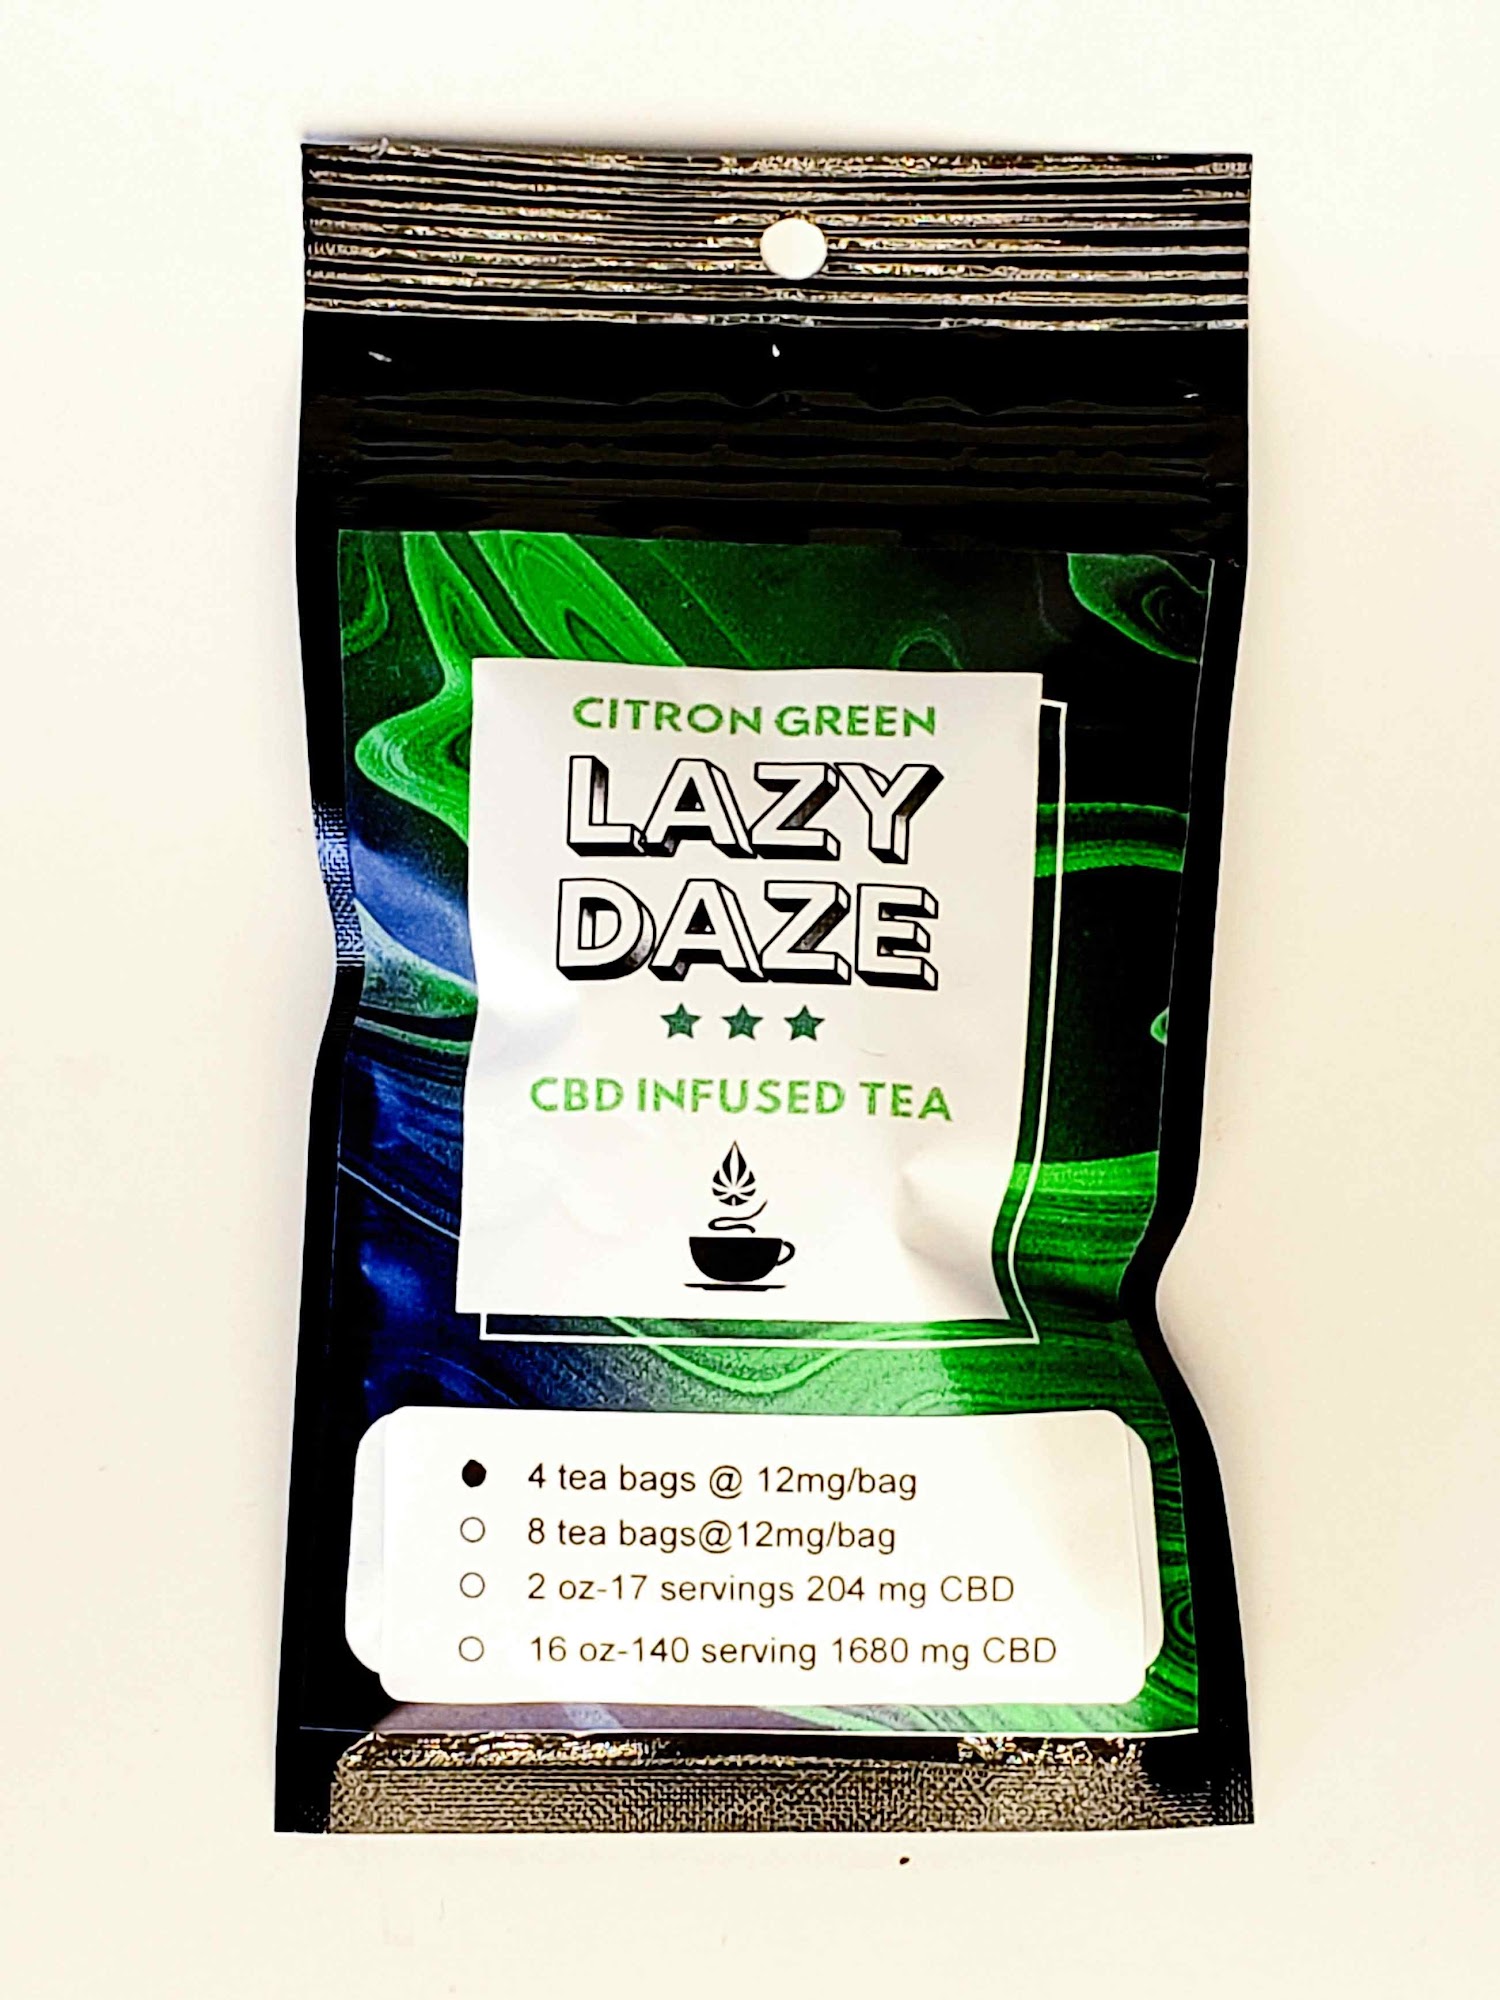 CITRON GREEN
LAZY
DAZE
CBD INFUSED TEA
4 tea bags @ 12mg/bag
8 tea bags@12mg/bag
2 oz-17 servings 204 mg CBD
16 oz-140 serving 1680 mg CBD